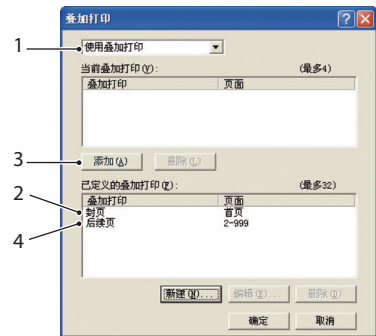 叠加打印
1
使用叠加打印
当前叠加打印(Y): (最多4)
叠加打印 页面
3
添加(A) 删除(L)
已定义的叠加打印(F): (最多32)
叠加打印 页面
2
封页 首页
4
后续页 2-999
新建(N)... 编辑(E)... 删除(D)
确定 取消